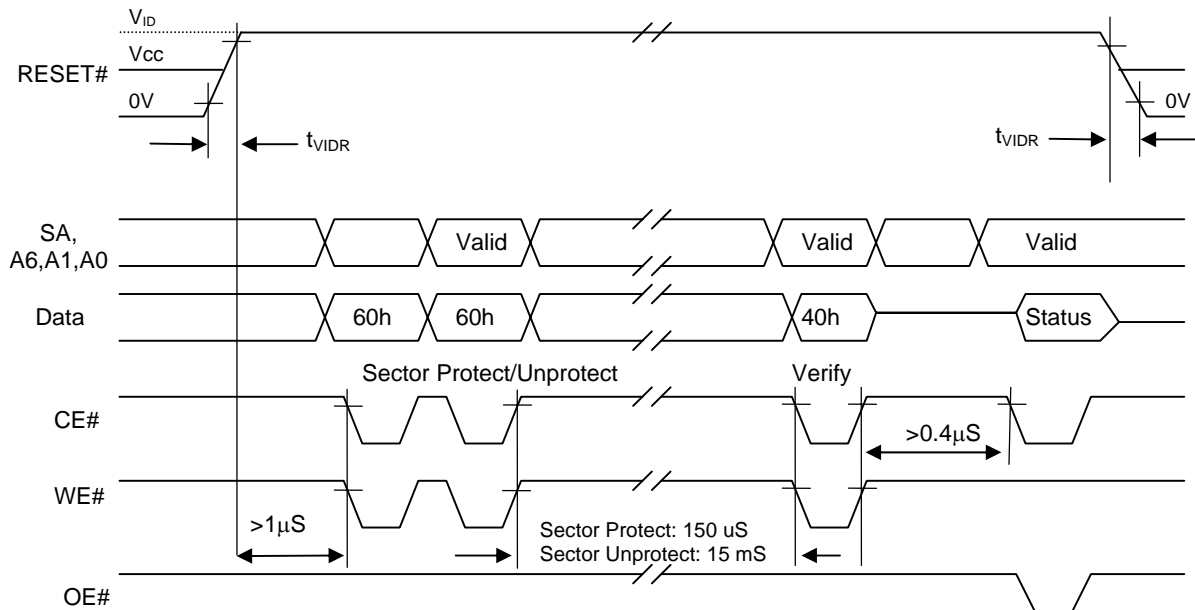 VID
Vcc
RESET#
0V
0V
tVIDR
tVIDR
SA,
A6,A1,A0
Valid
Valid
Valid
Data
60h
60h
40h
Status
Sector Protect/Unprotect
Verify
CE#
>0.4μS
WE#
>1μS
Sector Protect: 150 uS
Sector Unprotect: 15 mS
OE#